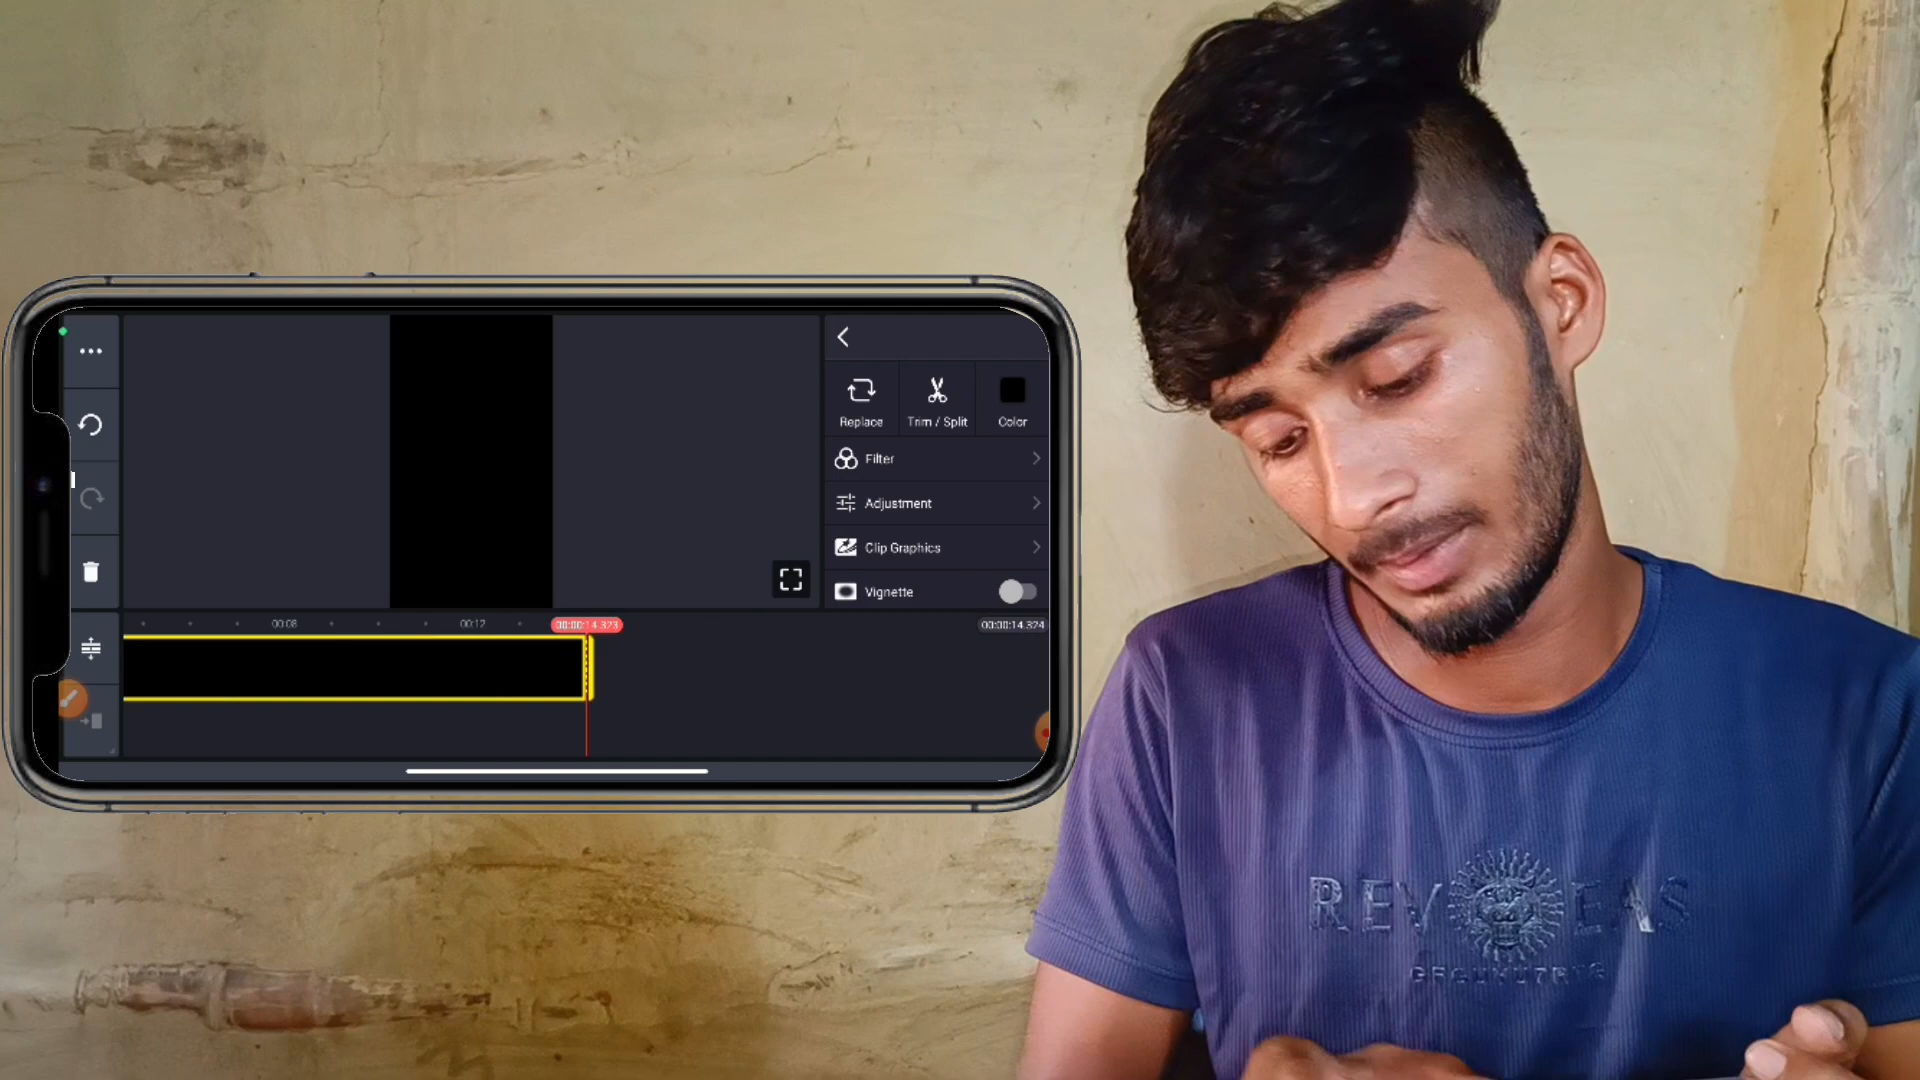 Replace
Trim / Split
Color
Filter
Adjustment
Clip Graphics
Vignette
00:08
00:12
00:00:14.323
00:00:14.324
REV EAS